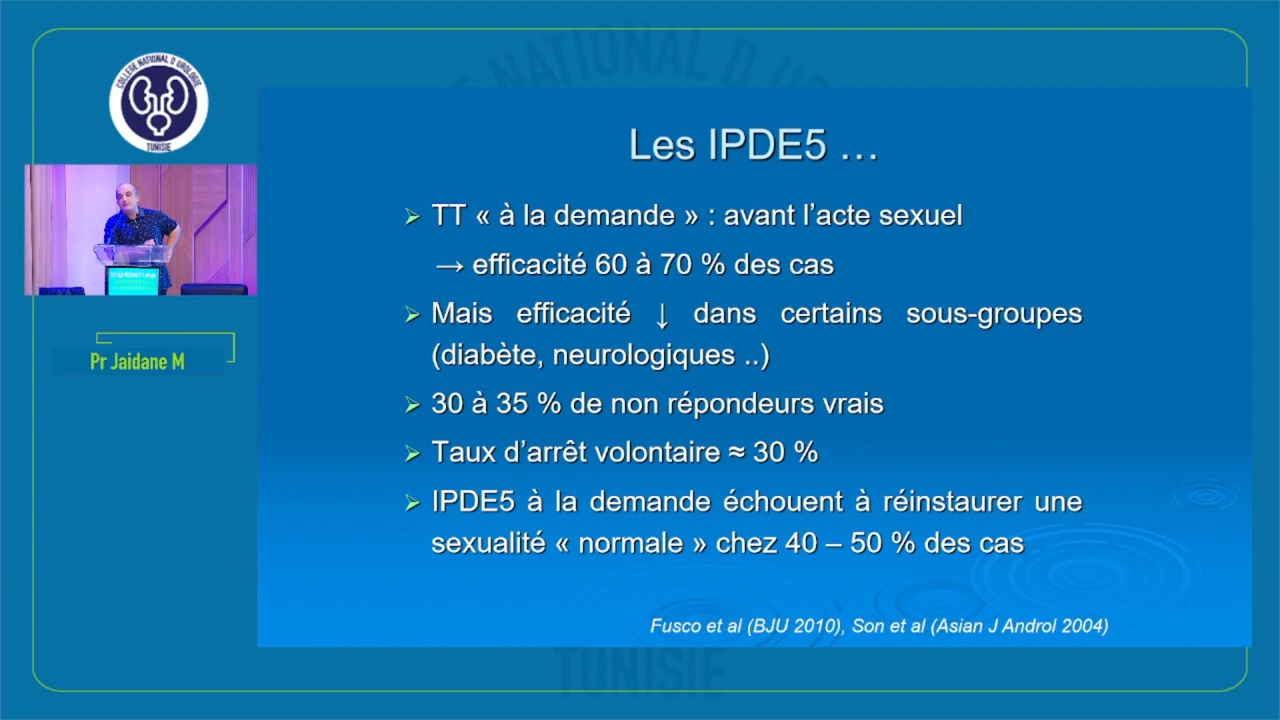 COLLÈGE NATIONAL D UROLOGIE
TUNISIE
Pr Jaidane M
NATIONAL D
Les IPDE5 …
➢ TT « à la demande » : avant l’acte sexuel
→ efficacité 60 à 70 % des cas
➢ Mais efficacité ↓ dans certains sous-groupes
(diabète, neurologiques ..)
➢ 30 à 35 % de non répondeurs vrais
➢ Taux d’arrêt volontaire ≈ 30 %
➢ IPDE5 à la demande échouent à réinstaurer une
sexualité « normale » chez 40 – 50 % des cas
Fusco et al (BJU 2010), Son et al (Asian J Androl 2004)
TUNISIE